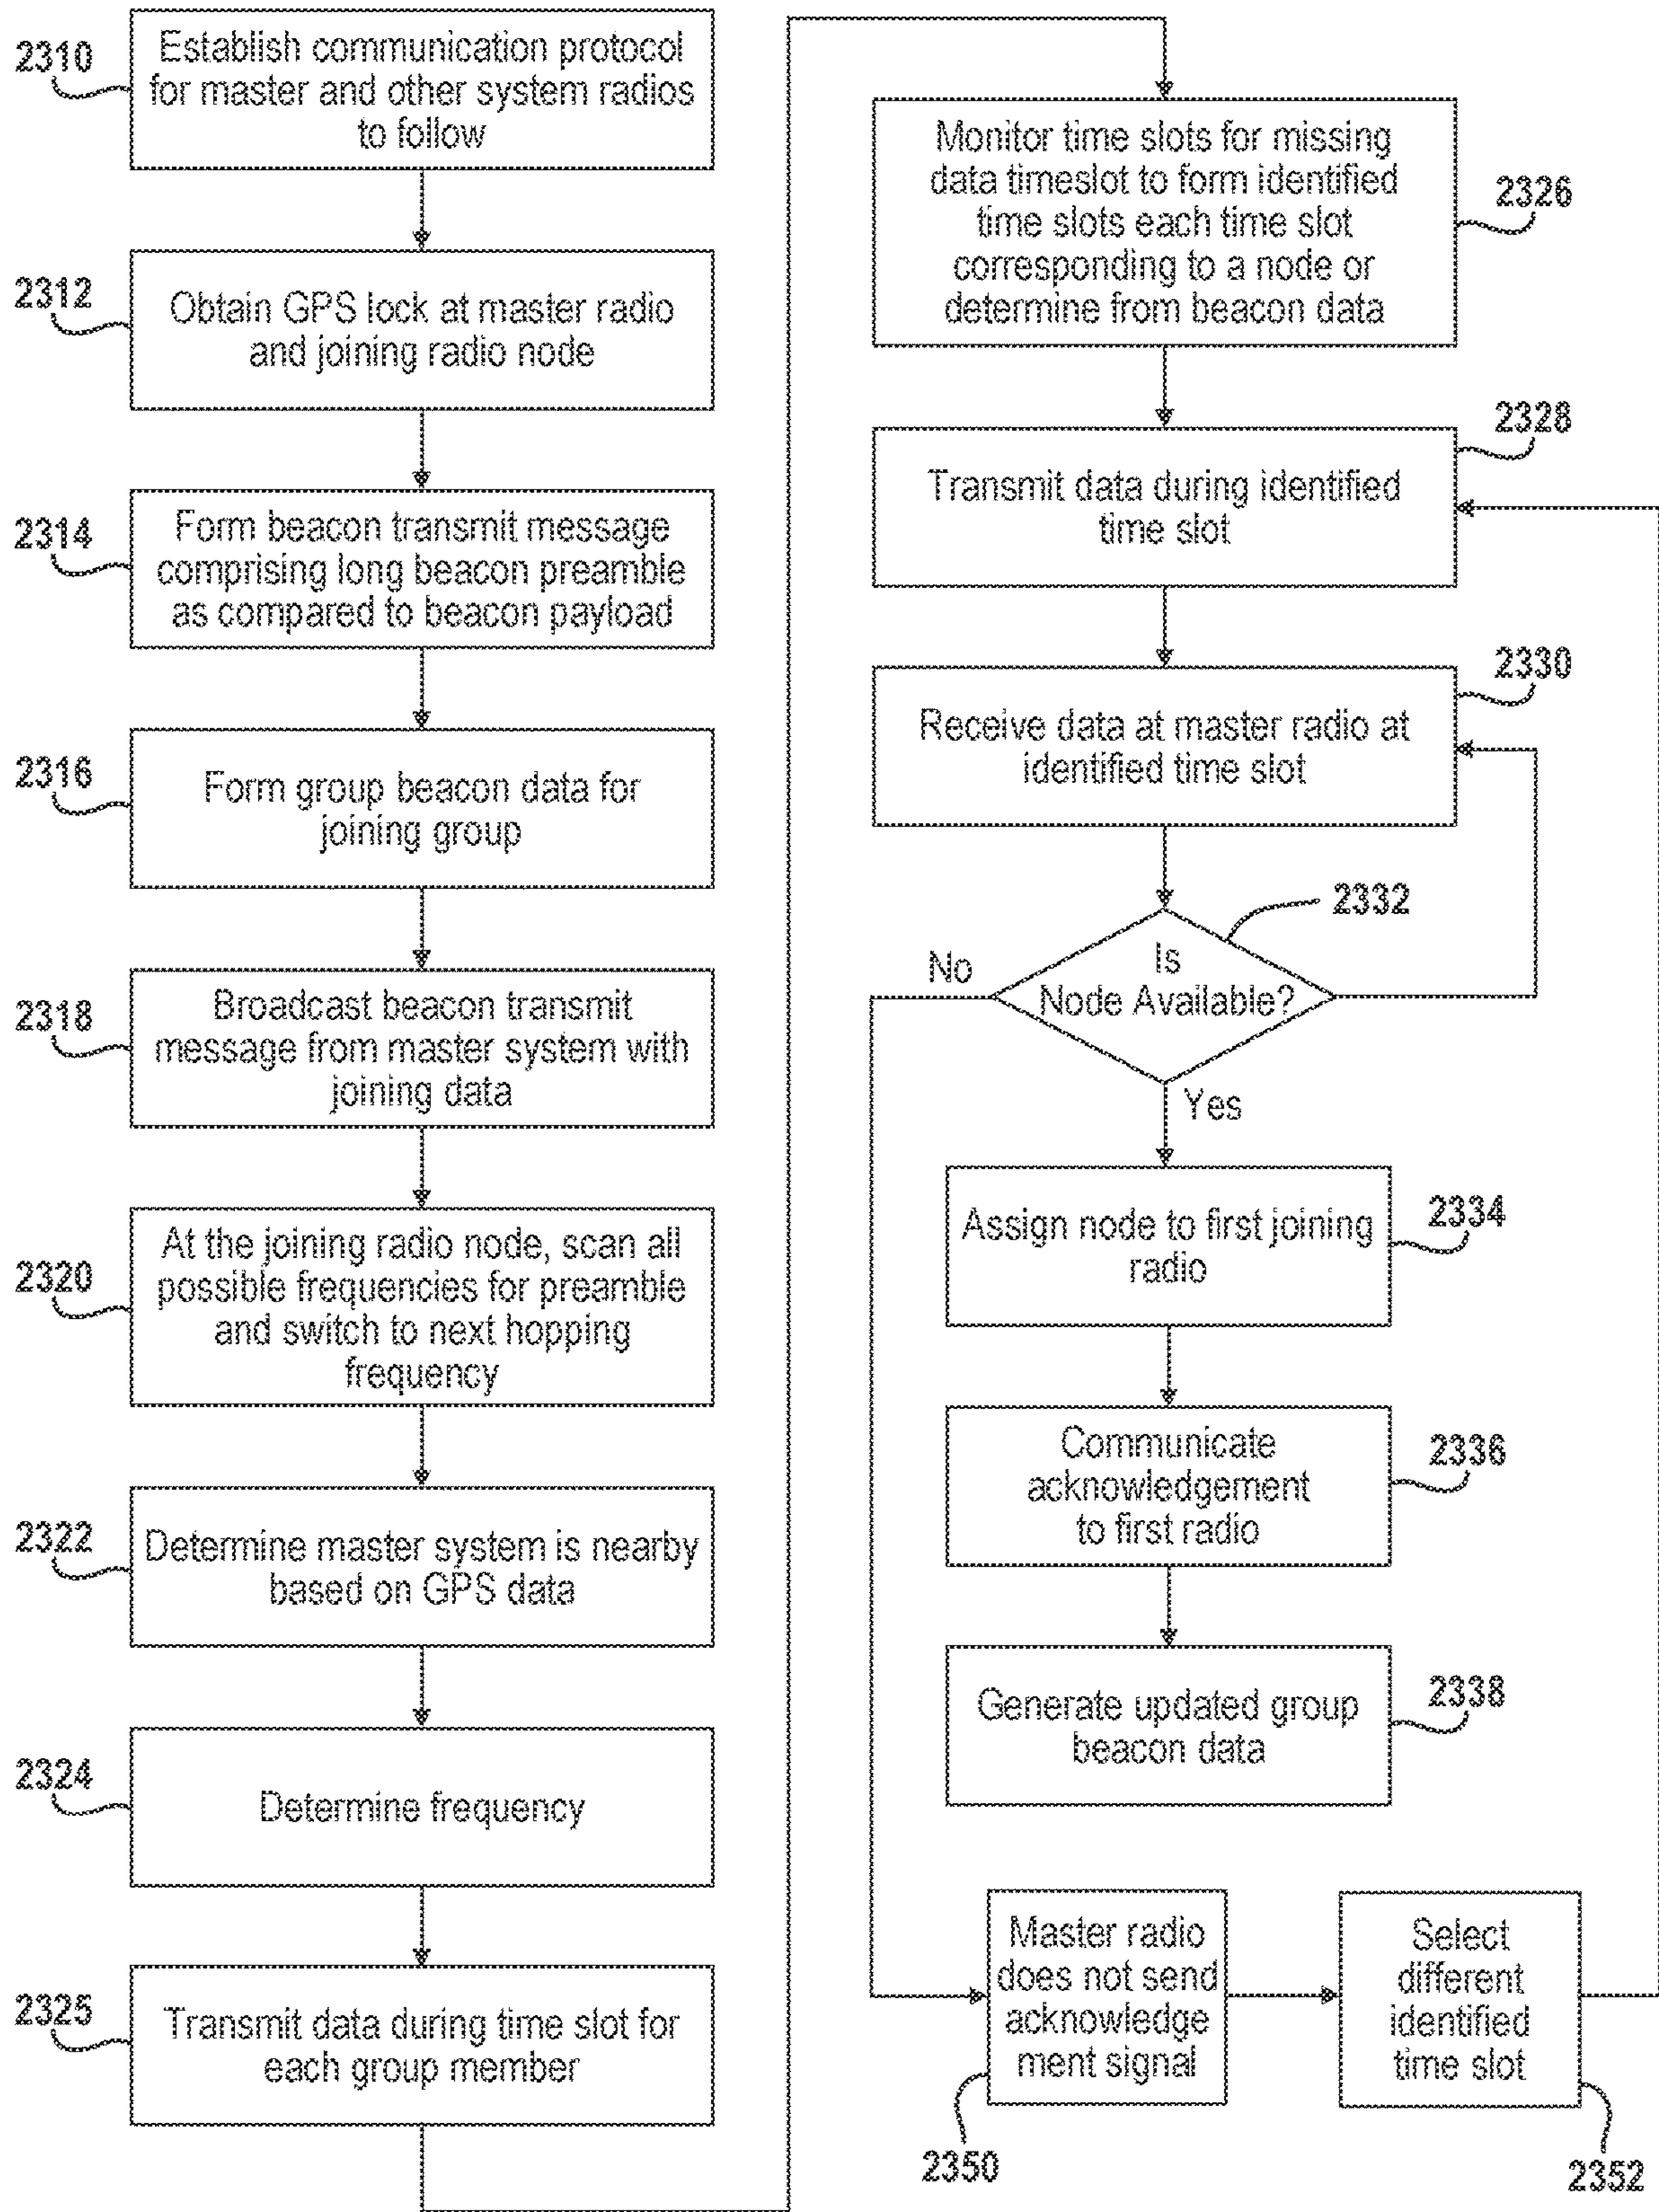 2310
Establish communication protocol
for master and other system radios
to follow
2312
Obtain GPS lock at master radio
and joining radio node
2314
Form beacon transmit message
comprising long beacon preamble
as compared to beacon payload
2316
Form group beacon data for
joining group
2318
Broadcast beacon transmit
message from master system with
joining data
2320
At the joining radio node, scan all
possible frequencies for preamble
and switch to next hopping
frequency
2322
Determine master system is nearby
based on GPS data
2324
Determine frequency
2325
Transmit data during time slot for
each group member
Monitor time slots for missing
data timeslot to form identified
time slots each time slot
corresponding to a node or
determine from beacon data
2326
Transmit data during identified
time slot
2328
Receive data at master radio at
identified time slot
2330
Is
Node Available?
2332
No
Yes
Assign node to first joining
radio
2334
Communicate
acknowledgement
to first radio
2336
Generate updated group
beacon data
2338
Master radio
does not send
acknowledge
ment signal
2350
Select
different
identified
time slot
2352